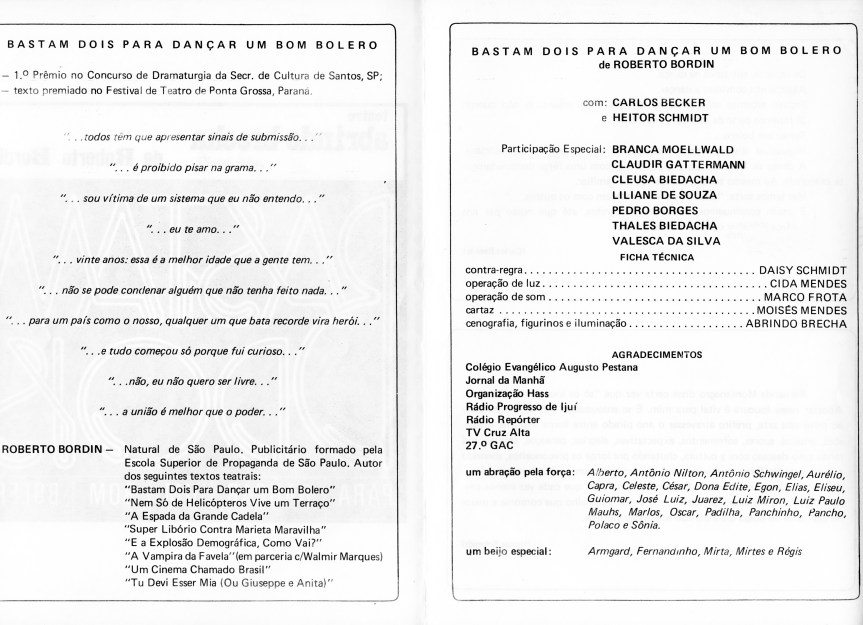 BASTAM DOIS PARA DANÇAR UM BOM BOLERO
– 1.º Prêmio no Concurso de Dramaturgia da Secr. de Cultura de Santos, SP;
– texto premiado no Festival de Teatro de Ponta Grossa, Paraná.
". . .todos têm que apresentar sinais de submissão. . ."
". . . é proibido pisar na grama. . ."
". . . sou vítima de um sistema que eu não entendo. . ."
". . . eu te amo. . ."
". . . vinte anos: essa é a melhor idade que a gente tem. . ."
". . . não se pode condenar alguém que não tenha feito nada. . ."
". . . para um país como o nosso, qualquer um que bata recorde vira herói. . ."
". . .e tudo começou só porque fui curioso. . ."
". . .não, eu não quero ser livre. . ."
". . . a união é melhor que o poder. . ."
ROBERTO BORDIN – Natural de São Paulo. Publicitário formado pela
Escola Superior de Propaganda de São Paulo. Autor
dos seguintes textos teatrais:
"Bastam Dois Para Dançar um Bom Bolero"
"Nem Só de Helicópteros Vive um Terraço"
"A Espada da Grande Cadela"
"Super Libório Contra Marieta Maravilha"
"E a Explosão Demográfica, Como Vai?"
"A Vampira da Favela"(em parceria c/Walmir Marques)
"Um Cinema Chamado Brasil"
"Tu Devi Esser Mia (Ou Giuseppe e Anita)"
BASTAM DOIS PARA DANÇAR UM BOM BOLERO
de ROBERTO BORDIN
com: CARLOS BECKER
e HEITOR SCHMIDT
Participação Especial: BRANCA MOELLWALD
CLAUDIR GATTERMANN
CLEUSA BIEDACHA
LILIANE DE SOUZA
PEDRO BORGES
THALES BIEDACHA
VALESCA DA SILVA
FICHA TÉCNICA
contra-regra. . . . . . . . . . . . . . . . . . . . . . . . . . . . . . . . . . . DAISY SCHMIDT
operação de luz. . . . . . . . . . . . . . . . . . . . . . . . . . . . . . . . . . CIDA MENDES
operação de som . . . . . . . . . . . . . . . . . . . . . . . . . . . . . . . . . MARCO FROTA
cartaz . . . . . . . . . . . . . . . . . . . . . . . . . . . . . . . . . . . . . . .MOISÉS MENDES
cenografia, figurinos e iluminação . . . . . . . . . . . . . . . . . ABRINDO BRECHA
AGRADECIMENTOS
Colégio Evangélico Augusto Pestana
Jornal da Manhã
Organização Hass
Rádio Progresso de Ijuí
Rádio Repórter
TV Cruz Alta
27.º GAC
um abração pela força: Alberto, Antônio Nilton, Antônio Schwingel, Aurélio,
Capra, Celeste, César, Dona Edite, Egon, Elias, Eliseu,
Guiomar, José Luiz, Juarez, Luiz Miron, Luiz Paulo
Mauhs, Marlos, Oscar, Padilha, Panchinho, Pancho,
Polaco e Sônia.
um beijo especial: Armgard, Fernandinho, Mirta, Mirtes e Régis